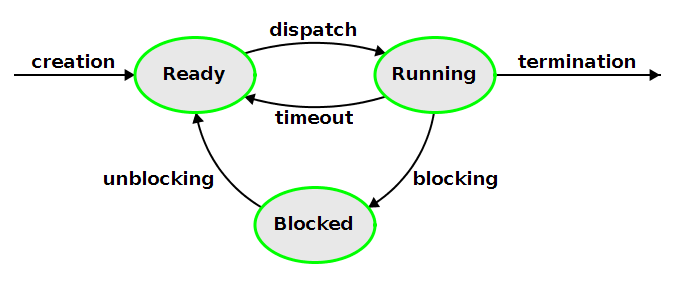 dispatch
creation
termination
Ready
Running
timeout
unblocking
blocking
Blocked